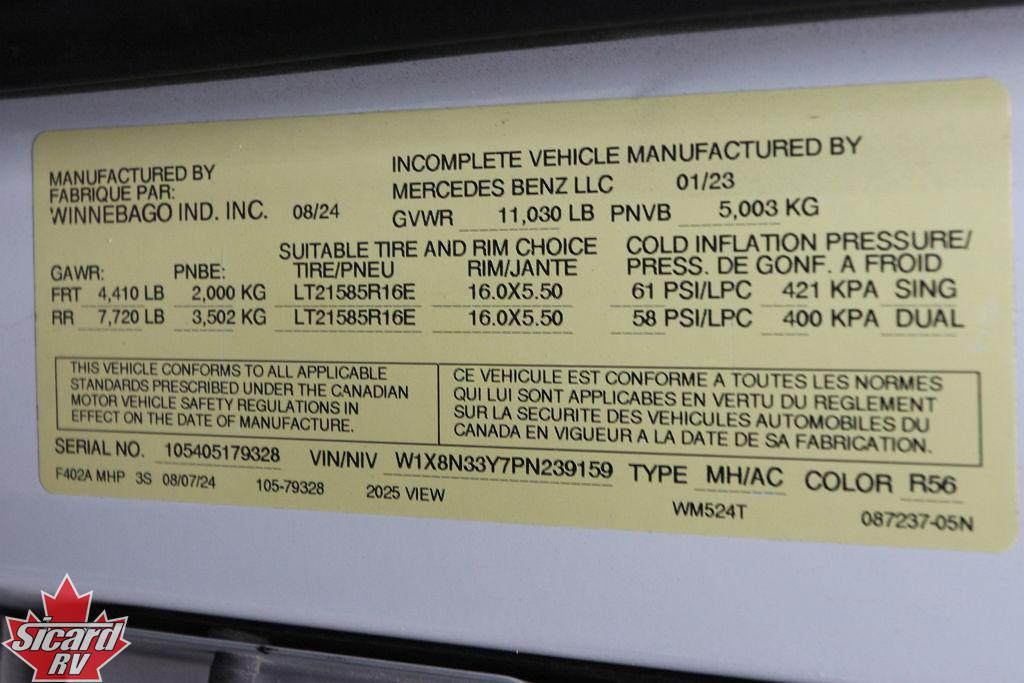 MANUFACTURED BY
FABRIQUE PAR:
WINNEBAGO IND. INC. 08/24
INCOMPLETE VEHICLE MANUFACTURED BY
MERCEDES BENZ LLC 01/23
GVWR 11,030 LB PNVB 5,003 KG
SUITABLE TIRE AND RIM CHOICE COLD INFLATION PRESSURE/
GAWR: PNBE: TIRE/PNEU RIM/JANTE PRESS. DE GONF. A FROID
FRT 4,410 LB 2,000 KG LT21585R16E 16.0X5.50 61 PSI/LPC 421 KPA SING
RR 7,720 LB 3,502 KG LT21585R16E 16.0X5.50 58 PSI/LPC 400 KPA DUAL
THIS VEHICLE CONFORMS TO ALL APPLICABLE
STANDARDS PRESCRIBED UNDER THE CANADIAN
MOTOR VEHICLE SAFETY REGULATIONS IN
EFFECT ON THE DATE OF MANUFACTURE.
CE VEHICULE EST CONFORME A TOUTES LES NORMES
QUI LUI SONT APPLICABES EN VERTU DU REGLEMENT
SUR LA SECURITE DES VEHICULES AUTOMOBILES DU
CANADA EN VIGUEUR A LA DATE DE SA FABRICATION.
SERIAL NO. 105405179328 VIN/NIV W1X8N33Y7PN239159 TYPE MH/AC COLOR R56
F402A MHP 3S 08/07/24 105-79328 2025 VIEW WM524T 087237-05N
Sicard
RV